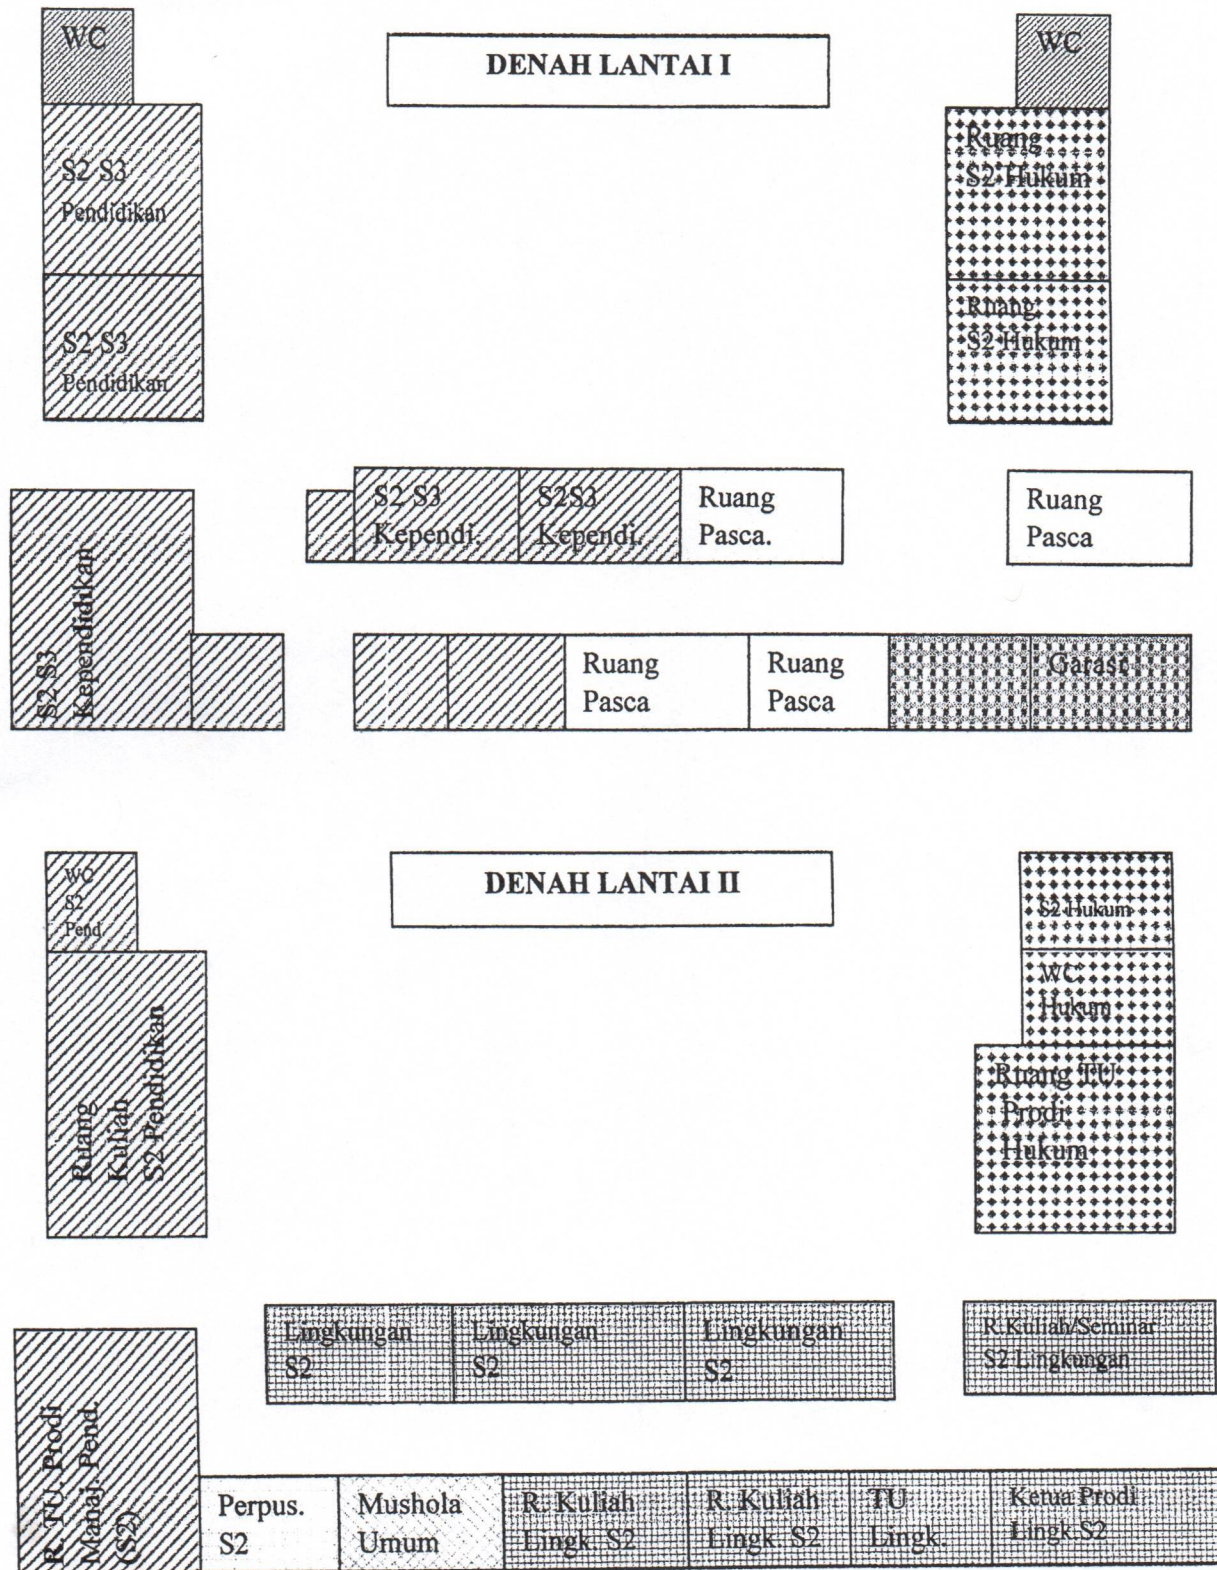 WC
DENAH LANTAI I
WC
S2 S3
Pendidikan
Ruang
S2 Hukum
S2 S3
Pendidikan
Ruang
S2 Hukum
S2 S3
Kependidikan
S2 S3
Kependi.
S2S3
Kependi.
Ruang
Pasca.
Ruang
Pasca
Ruang
Pasca
Ruang
Pasca
Garasi
WC
S2
Pend
DENAH LANTAI II
S2 Hukum
WC
Hukum
Ruang
Kuliah
S2 Pendidikan
Ruang TU
Prodi
Hukum
Lingkungan
S2
Lingkungan
S2
Lingkungan
S2
R.Kuliah/Seminar
S2 Lingkungan
R. TU. Prodi
Manaj. Pend.
(S2)
Perpus.
S2
Mushola
Umum
R. Kuliah
Lingk. S2
R. Kuliah
Lingk. S2
TU
Lingk.
Ketua Prodi
Lingk.S2